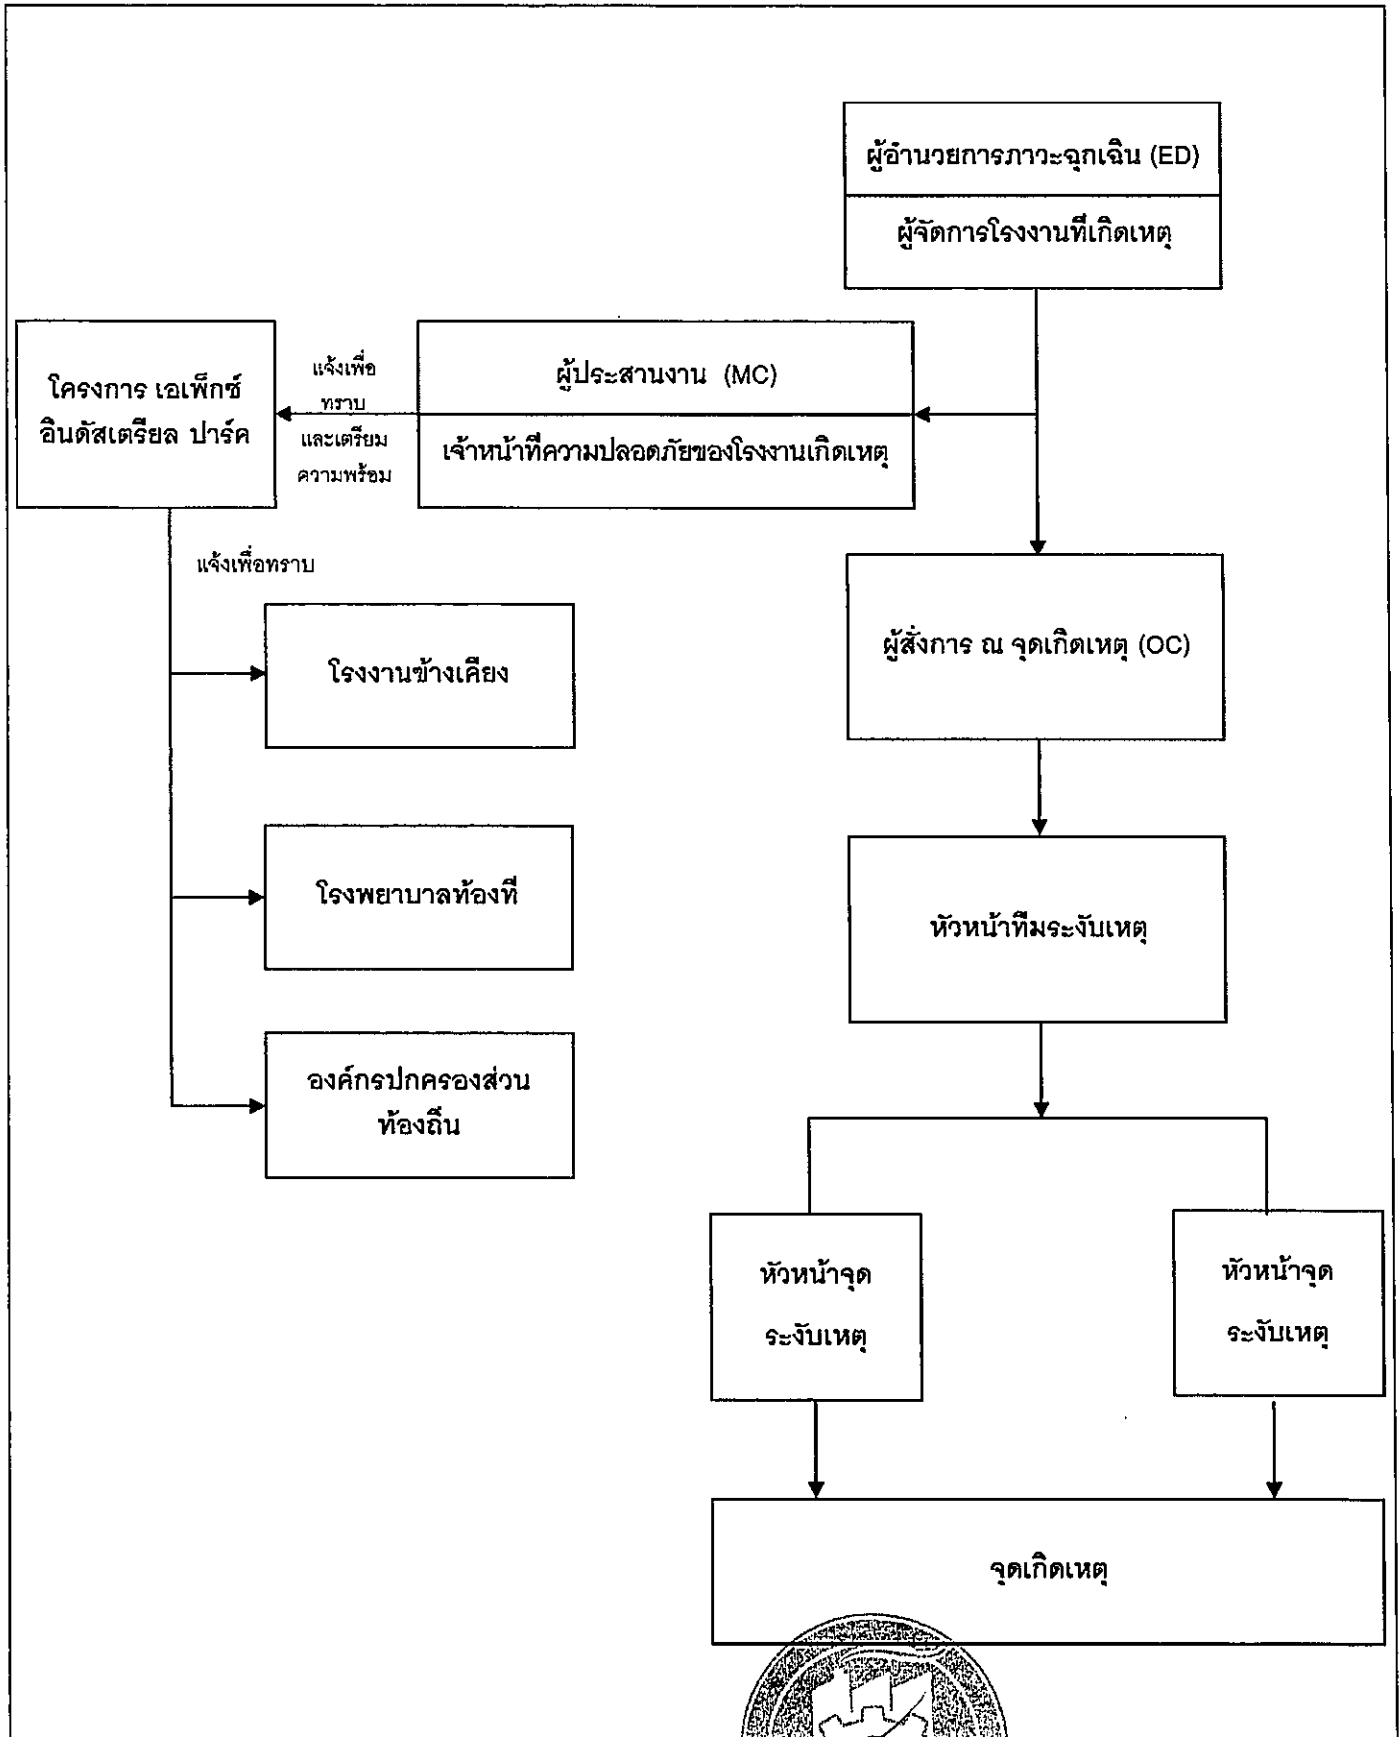 ผู้อำนวยการภาวะฉุกเฉิน (ED)
ผู้จัดการโรงงานที่เกิดเหตุ
โครงการ เอเพ็กซ์
อินดัสเตรียล ปาร์ค
แจ้งเพื่อ
ทราบ
และเตรียม
ความพร้อม
ผู้ประสานงาน (MC)
เจ้าหน้าที่ความปลอดภัยของโรงงานเกิดเหตุ
แจ้งเพื่อทราบ
โรงงานข้างเคียง
โรงพยาบาลท้องที่
องค์กรปกครองส่วน
ท้องถิ่น
ผู้สั่งการ ณ จุดเกิดเหตุ (OC)
หัวหน้าทีมระงับเหตุ
หัวหน้าจุด
ระงับเหตุ
หัวหน้าจุด
ระงับเหตุ
จุดเกิดเหตุ